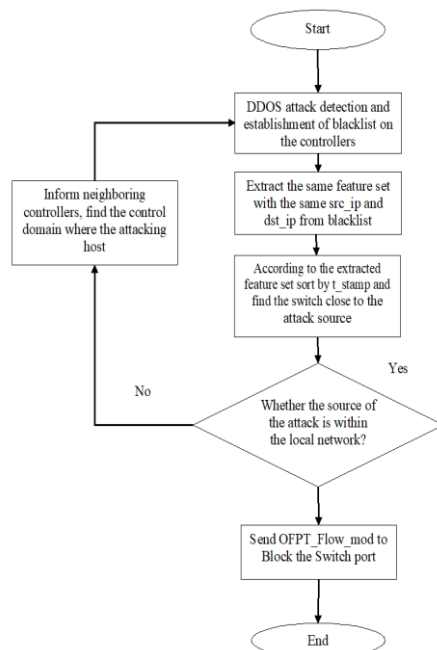 Start
DDOS attack detection and
establishment of blacklist on
the controllers
Inform neighboring
controllers, find the control
domain where the attacking
host
Extract the same feature set
with the same src_ip and
dst_ip from blacklist
According to the extracted
feature set sort by t_stamp and
find the switch close to the
attack source
No
Yes
Whether the source of
the attack is within
the local network?
Send OFPT_Flow_mod to
Block the Switch port
End